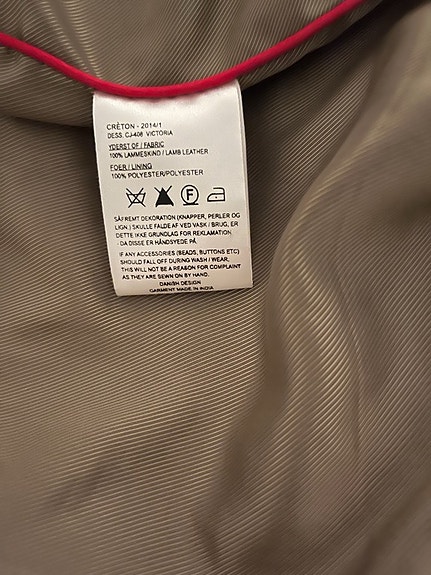 CRÉTON - 2014/1
DESS. CJ-408 VICTORIA
YDERST OF / FABRIC
100% LAMMESKIND / LAMB LEATHER
FOER / LINING
100% POLYESTER/POLYESTER
F
SÅFREMT DEKORATION (KNAPPER, PERLER OG
LIGN.) SKULLE FALDE AF VED VASK / BRUG, ER
DETTE IKKE GRUNDLAG FOR REKLAMATION,
DA DISSE ER HÅNDSYEDE PÅ.
IF ANY ACCESSORIES (BEADS, BUTTONS ETC)
SHOULD FALL OFF DURING WASH / WEAR,
THIS WILL NOT BE A REASON FOR COMPLAINT
AS THEY ARE SEWN ON BY HAND.
DANISH DESIGN
GARMENT MADE IN INDIA